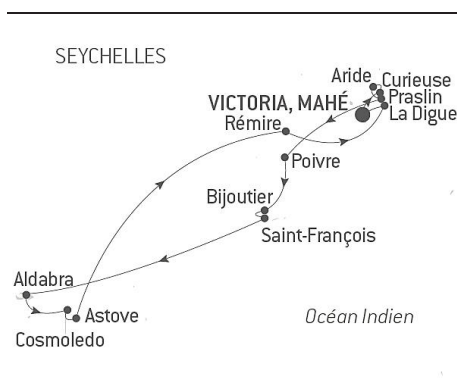 SEYCHELLES
Aride
Curieuse
Praslin
VICTORIA, MAHÉ
La Digue
Rémire
Poivre
Bijoutier
Saint-François
Aldabra
Astove
Océan Indien
Cosmoledo